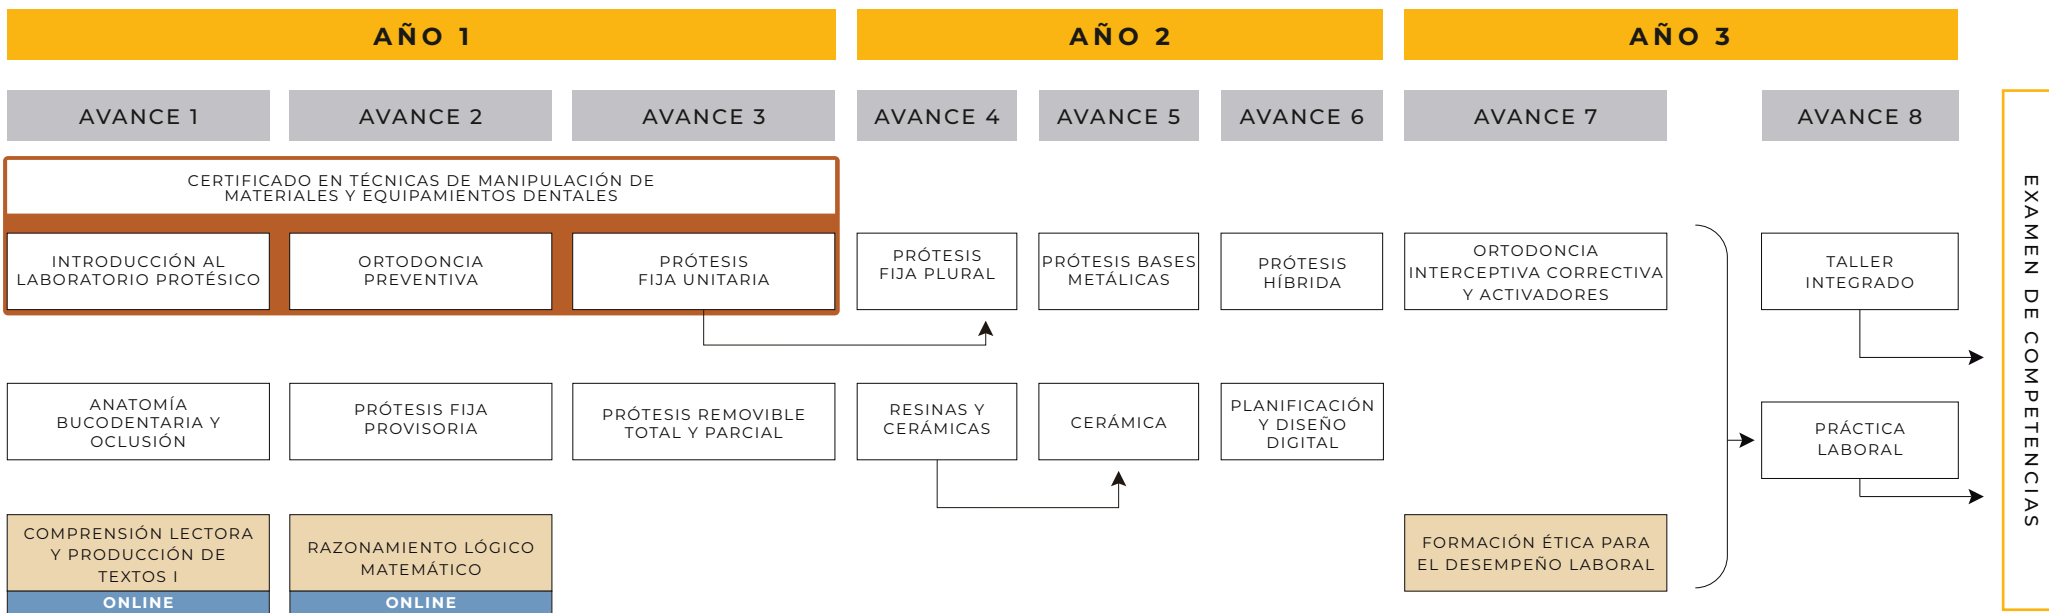 AÑO 1
AÑO 2
AÑO 3
AVANCE 1
AVANCE 2
AVANCE 3
AVANCE 4
AVANCE 5
AVANCE 6
AVANCE 7
AVANCE 8
CERTIFICADO EN TÉCNICAS DE MANIPULACIÓN DE
MATERIALES Y EQUIPAMIENTOS DENTALES
INTRODUCCIÓN AL
LABORATORIO PROTÉSICO
ORTODONCIA
PREVENTIVA
PRÓTESIS
FIJA UNITARIA
PRÓTESIS
FIJA PLURAL
PRÓTESIS BASES
METÁLICAS
PRÓTESIS
HÍBRIDA
ORTODONCIA
INTERCEPTIVA CORRECTIVA
Y ACTIVADORES
TALLER
INTEGRADO
ANATOMÍA
BUCODENTARIA Y
OCLUSIÓN
PRÓTESIS FIJA
PROVISORIA
PRÓTESIS REMOVIBLE
TOTAL Y PARCIAL
RESINAS Y
CERÁMICAS
CERÁMICA
PLANIFICACIÓN
Y DISEÑO
DIGITAL
PRÁCTICA
LABORAL
COMPRENSIÓN LECTORA
Y PRODUCCIÓN DE
TEXTOS I
ONLINE
RAZONAMIENTO LÓGICO
MATEMÁTICO
ONLINE
FORMACIÓN ÉTICA PARA
EL DESEMPEÑO LABORAL
EXAMEN DE COMPETENCIAS